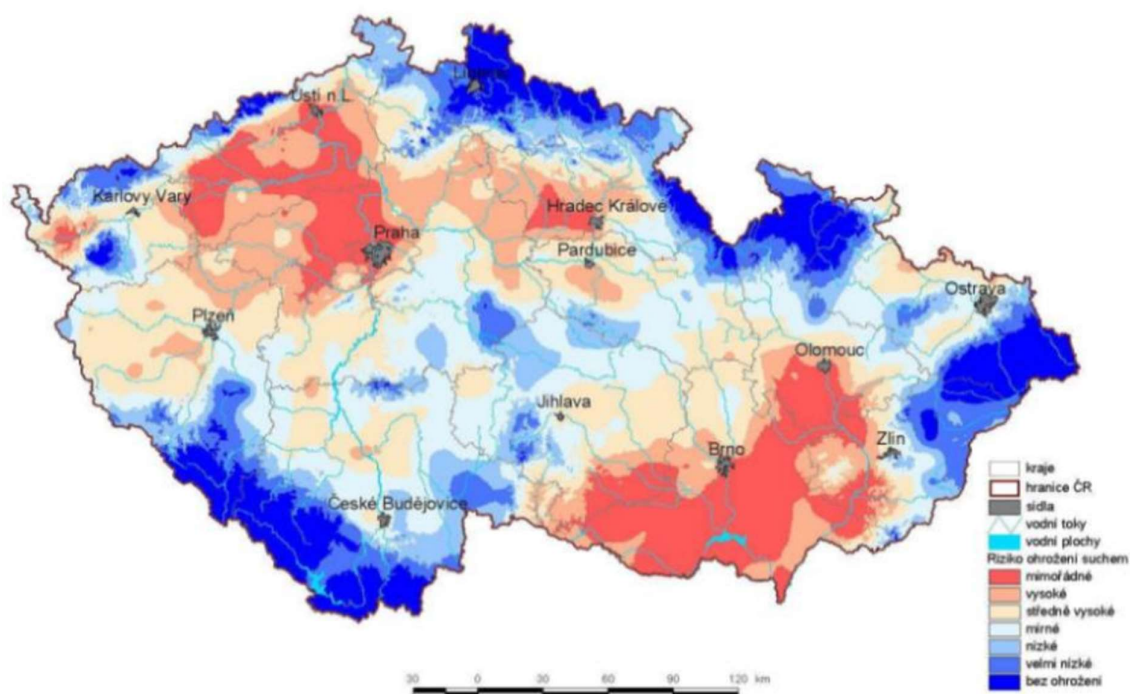 Liberec
Ústí n L
Karlovy Vary
Hradec Králové
Praha
Pardubice
Ostrava
Plzeň
Olomouc
Jihlava
Zlín
Brno
České Budějovice
kraje
hranice ČR
sídla
vodní toky
vodní plochy
Riziko ohrožení suchem
mimořádné
vysoké
středně vysoké
mírné
nízké
velmi nízké
bez ohrožení
30 0 30 60 90 120 km